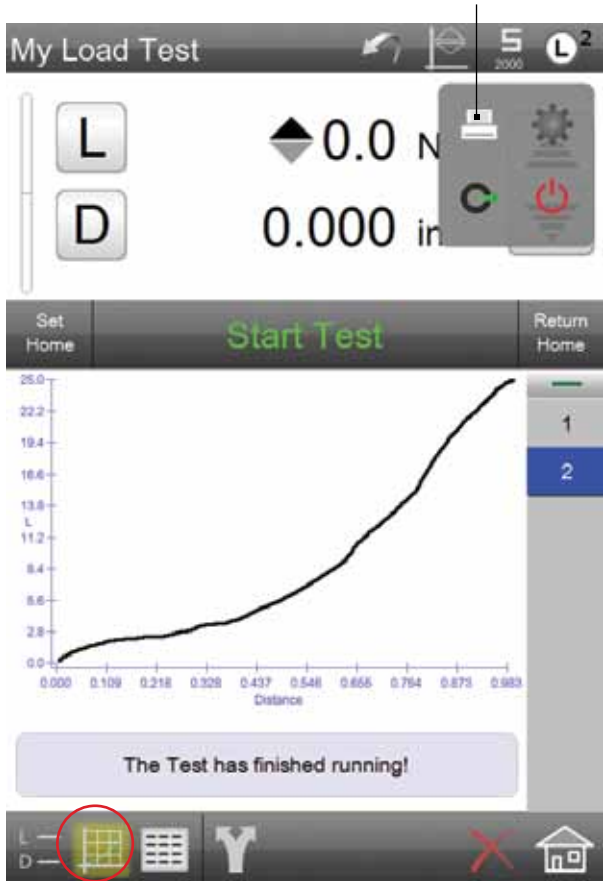 My Load Test
S
2000
L 2
L 0.0 N
D 0.000 in
Set
Home
Start Test
Return
Home
25.0
22.2
19.4
16.6
13.8
L
11.2
8.4
5.6
2.8
0.0
0.000 0.109 0.218 0.328 0.437 0.546 0.655 0.764 0.873 0.983
Distance
1
2
The Test has finished running!
L
D